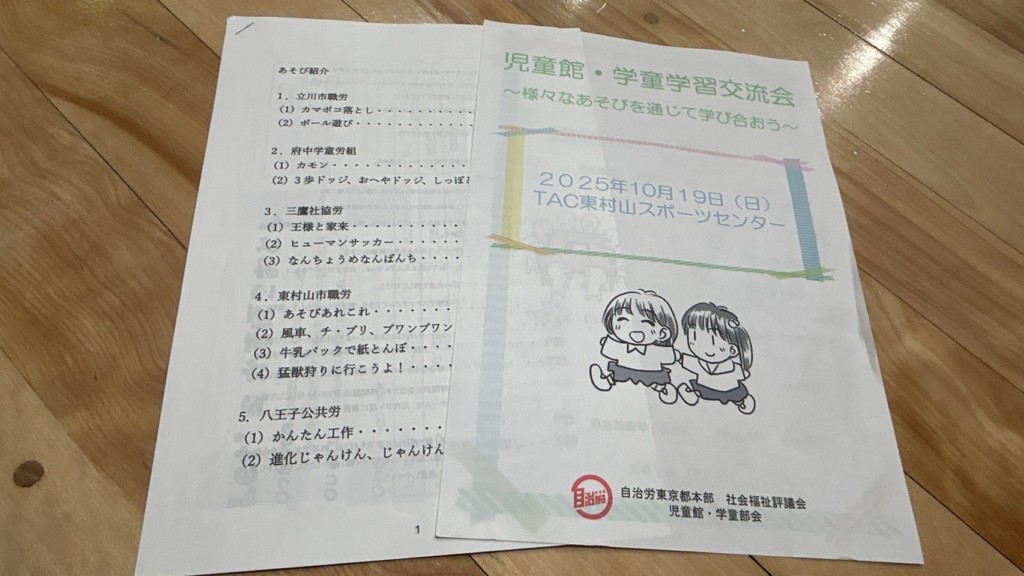 あそび紹介
1．立川市職労
(1) カマボコ落とし・・・・・・・・・・
(2) ボール遊び・・・・・・・・・・・・
2．府中学童労組
(1) カモン・・・・・・・・・・・・・・
(2) 3歩ドッジ、おへやドッジ、しっぽと
3．三鷹社協労
(1) 王様と家来・・・・・・・・・・・
(2) ヒューマンサッカー・・・・・・・
(3) なんちょうめなんばんち・・・・
4．東村山市職労
(1) あそびあれこれ・・・・・・・・
(2) 風車、チ・ブリ、ブワンブワン
(3) 牛乳パックで紙とんぼ・・・・
(4) 猛獣狩りに行こうよ！・・・・
5．八王子公共労
(1) かんたん工作・・・・・・・・
(2) 進化じゃんけん、じゃんけん
1
児童館・学童学習交流会
～様々なあそびを通じて学び合おう～
2025年10月19日（日）
TAC東村山スポーツセンター
自治労
自治労東京都本部　社会福祉評議会
児童館・学童部会